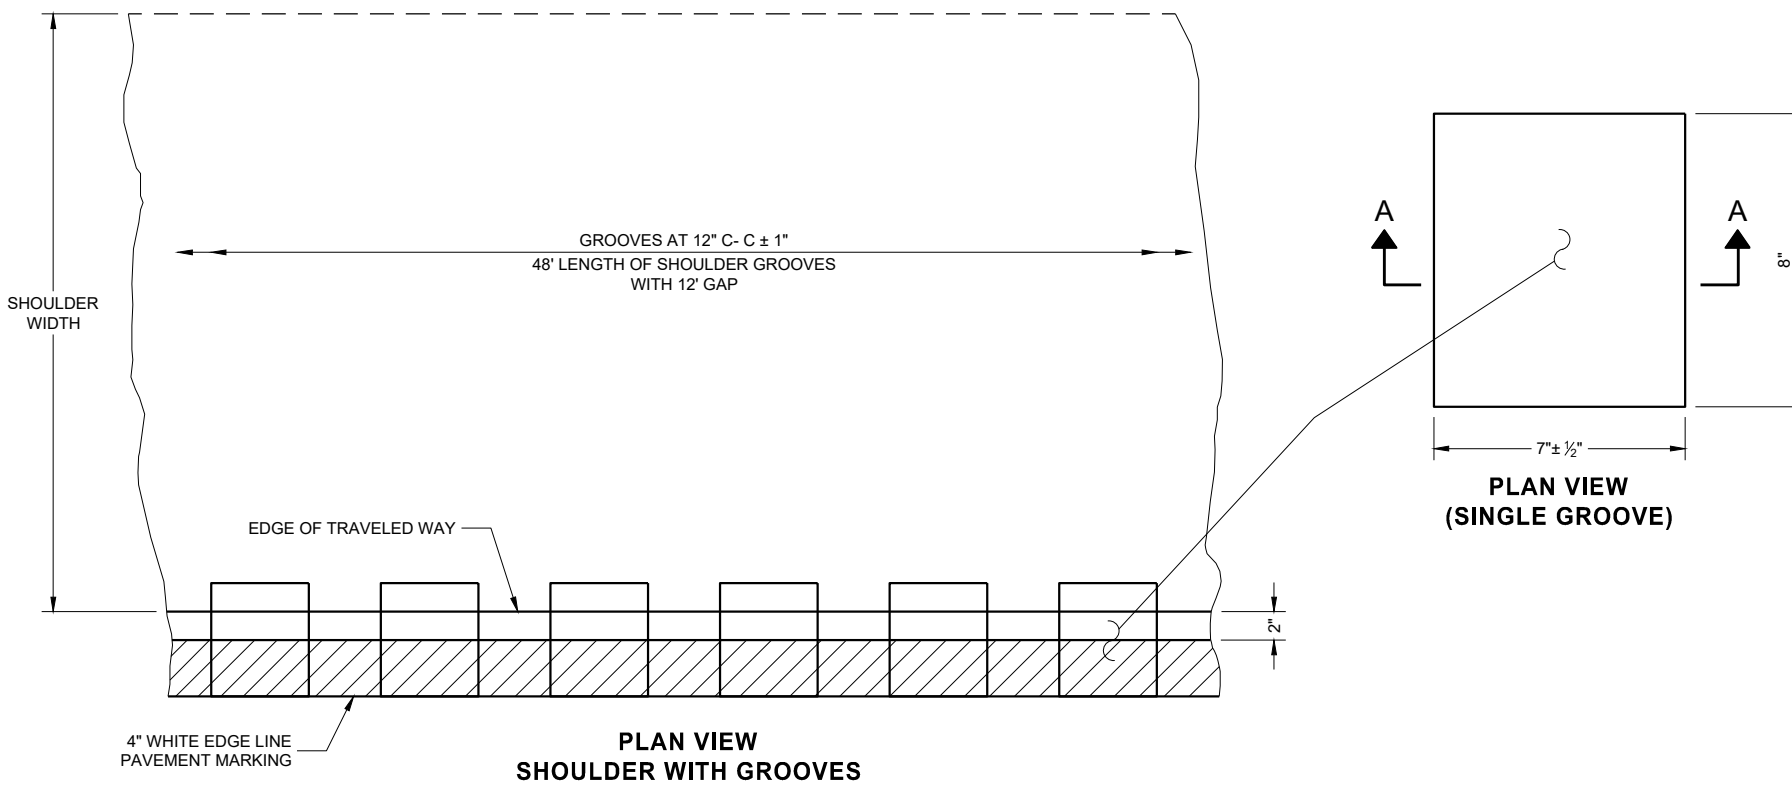 GROOVES AT 12" C- C ± 1"
48' LENGTH OF SHOULDER GROOVES
WITH 12' GAP
SHOULDER
WIDTH
EDGE OF TRAVELED WAY
2"
4" WHITE EDGE LINE
PAVEMENT MARKING
PLAN VIEW
SHOULDER WITH GROOVES
A
A
8"
7"± ½"
PLAN VIEW
(SINGLE GROOVE)